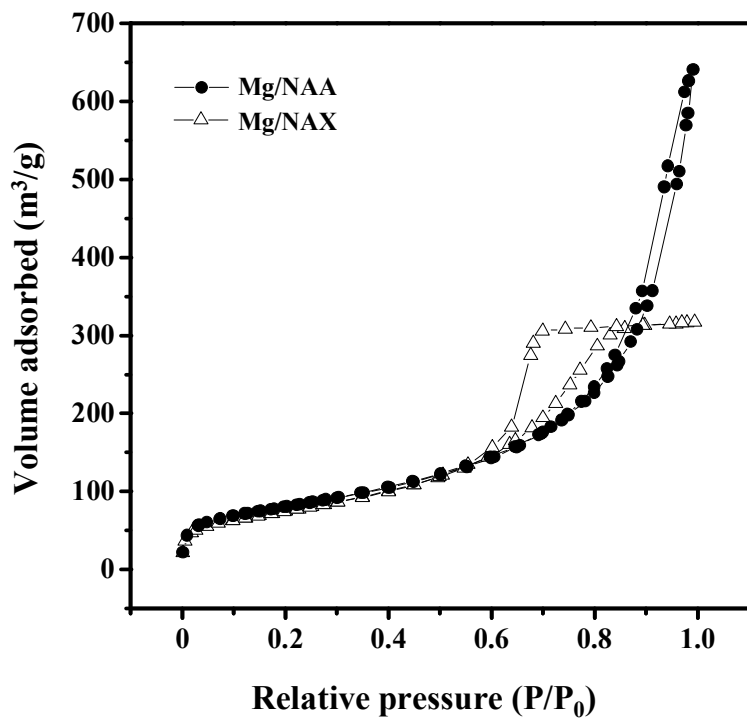 700
600
500
400
300
200
100
0
Volume adsorbed (m³/g)
Mg/NAA
Mg/NAX
0 0.2 0.4 0.6 0.8 1.0
Relative pressure (P/P₀)